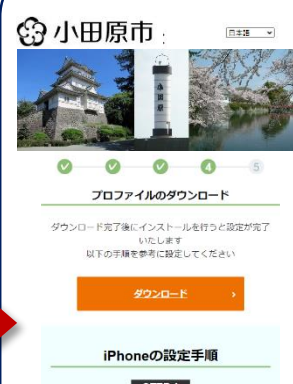 小田原市
日本語
小田原
4
5
プロファイルのダウンロード
ダウンロード完了後にインストールを行うと設定が完了
いたします
以下の手順を参考に設定してください
ダウンロード
iPhoneの設定手順